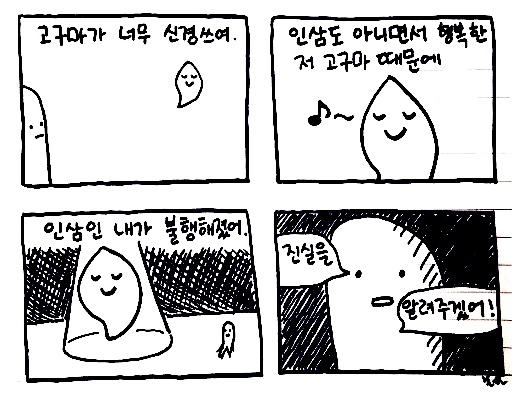 고구마가 너무 신경쓰여.
인삼도 아니면서 행복한
저 고구마 때문에
인삼인 내가 불행해졌어.
진실을
알려주겠어!